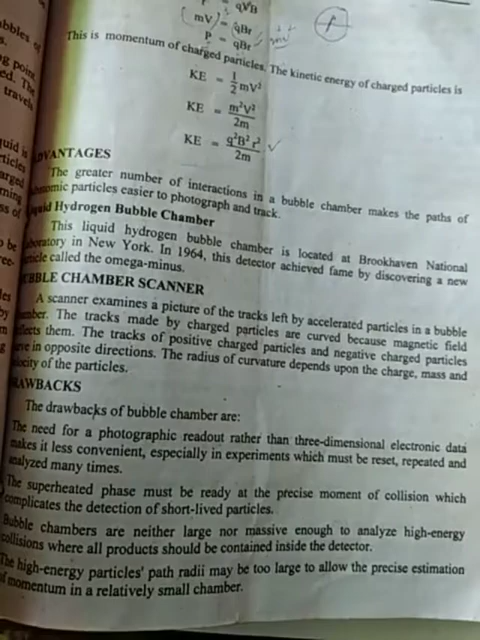 qVB
(mV) = qBr
P = qBr
This is momentum of charged particles. The kinetic energy of charged particles is
KE = 1/2 mV²
KE = m²V²/2m
KE = q²B²r²/2m
ADVANTAGES
The greater number of interactions in a bubble chamber makes the paths of
particles easier to photograph and track.
Liquid Hydrogen Bubble Chamber
This liquid hydrogen bubble chamber is located at Brookhaven National
Laboratory in New York. In 1964, this detector achieved fame by discovering a new
particle called the omega-minus.
BUBBLE CHAMBER SCANNER
A scanner examines a picture of the tracks left by accelerated particles in a bubble
chamber. The tracks made by charged particles are curved because magnetic field
deflects them. The tracks of positive charged particles and negative charged particles
curve in opposite directions. The radius of curvature depends upon the charge, mass and
velocity of the particles.
DRAWBACKS
The drawbacks of bubble chamber are:
The need for a photographic readout rather than three-dimensional electronic data
makes it less convenient, especially in experiments which must be reset, repeated and
analyzed many times.
The superheated phase must be ready at the precise moment of collision which
complicates the detection of short-lived particles.
Bubble chambers are neither large nor massive enough to analyze high-energy
collisions where all products should be contained inside the detector.
The high-energy particles' path radii may be too large to allow the precise estimation
of momentum in a relatively small chamber.